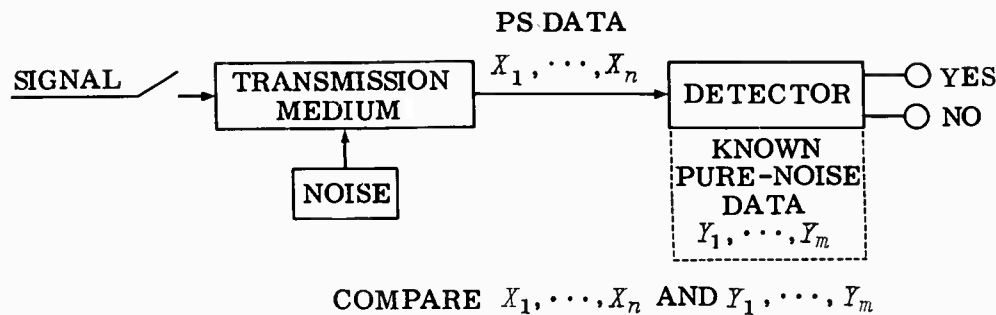 PS DATA
X₁, ···, Xₙ
SIGNAL
TRANSMISSION
MEDIUM
NOISE
DETECTOR
YES
NO
KNOWN
PURE-NOISE
DATA
Y₁, ···, Yₘ
COMPARE X₁, ···, Xₙ AND Y₁, ···, Yₘ